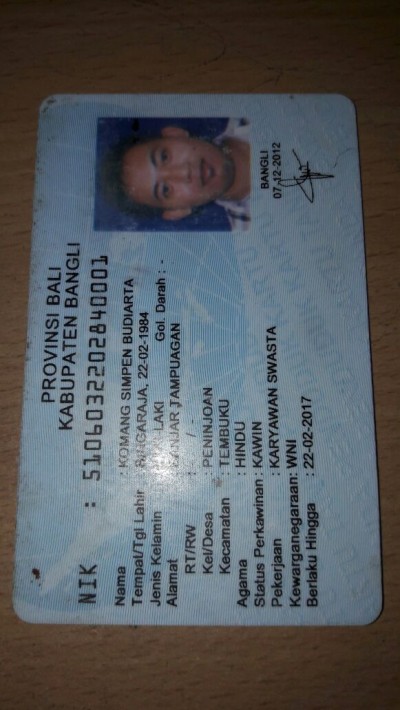 PROVINSI BALI
KABUPATEN BANGLI
NIK : 5106032202840001
Nama : KOMANG SIMPEN BUDIARTA
Tempat/Tgl Lahir : SINGARAJA, 22-02-1984
Jenis Kelamin LAKI Gol. Darah : -
Alamat BANJAR TAMPUAGAN
RT/RW - / -
Kel/Desa : PENINJOAN
Kecamatan : TEMBUKU
Agama : HINDU
Status Perkawinan : KAWIN
Pekerjaan : KARYAWAN SWASTA
Kewarganegaraan: WNI
Berlaku Hingga : 22-02-2017
BANGLI
07-12-2012